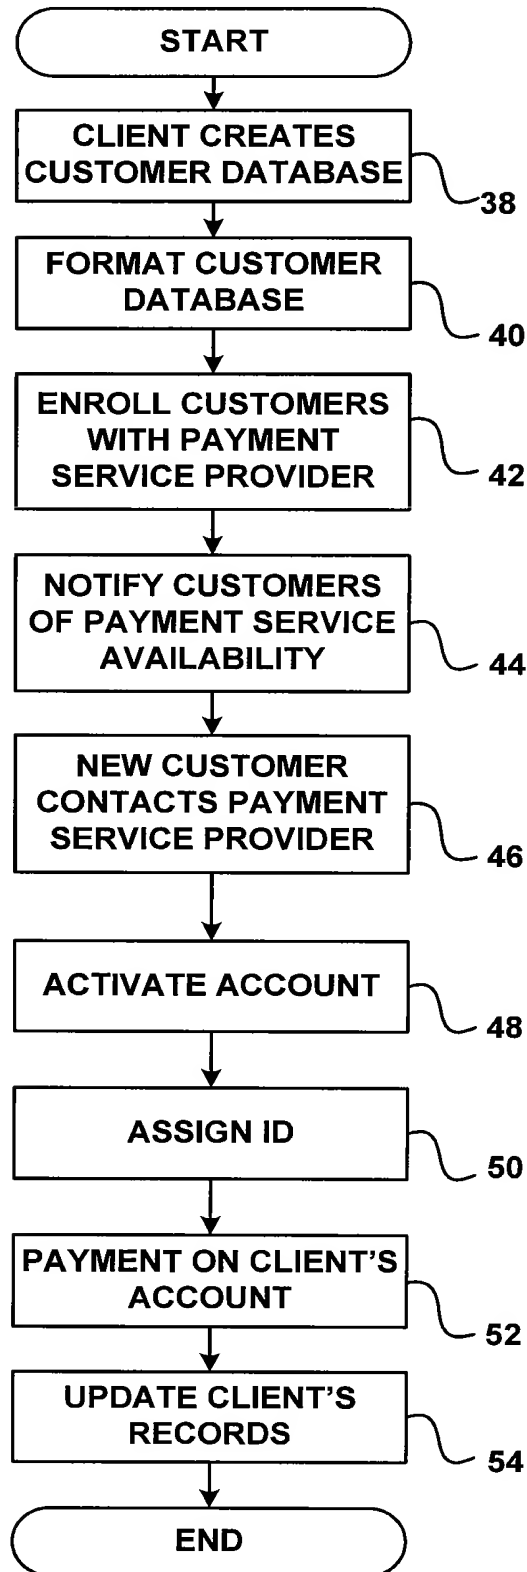 START
CLIENT CREATES
CUSTOMER DATABASE
38
FORMAT CUSTOMER
DATABASE
40
ENROLL CUSTOMERS
WITH PAYMENT
SERVICE PROVIDER
42
NOTIFY CUSTOMERS
OF PAYMENT SERVICE
AVAILABILITY
44
NEW CUSTOMER
CONTACTS PAYMENT
SERVICE PROVIDER
46
ACTIVATE ACCOUNT
48
ASSIGN ID
50
PAYMENT ON CLIENT'S
ACCOUNT
52
UPDATE CLIENT'S
RECORDS
54
END